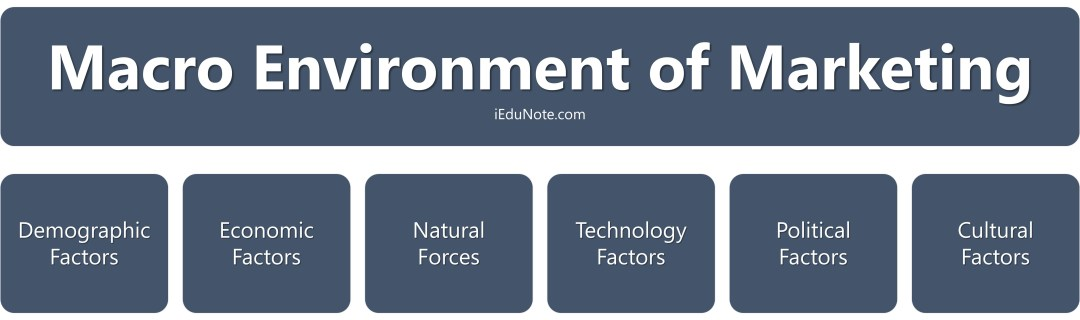 Macro Environment of Marketing
iEduNote.com
Demographic
Factors
Economic
Factors
Natural
Forces
Technology
Factors
Political
Factors
Cultural
Factors